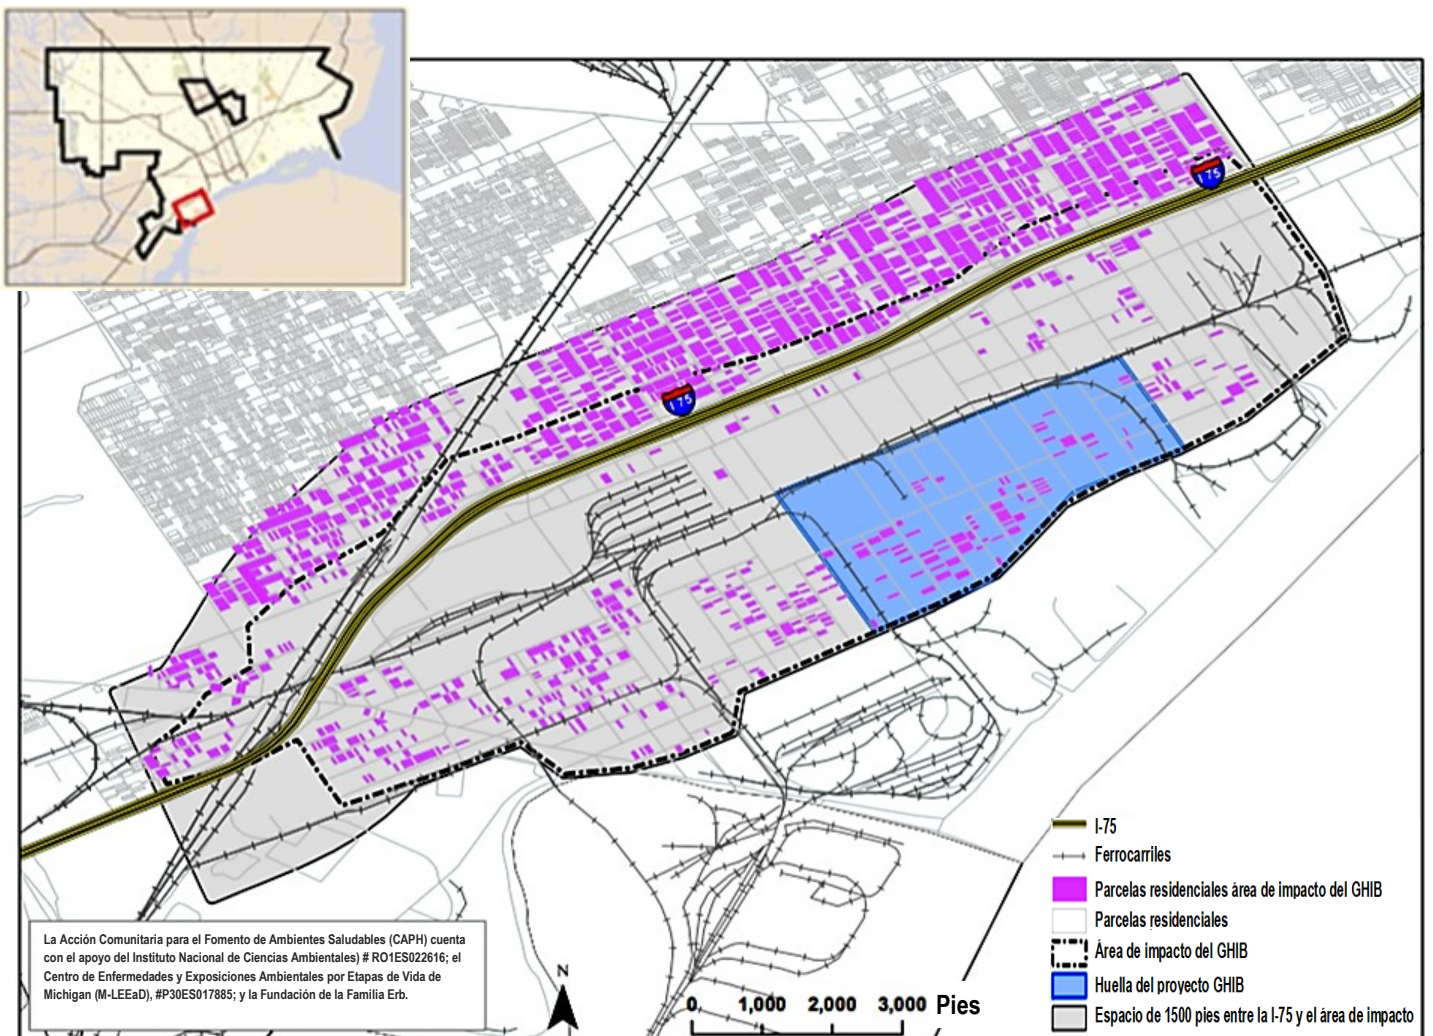 I 75
I 75
I-75
Ferrocarriles
Parcelas residenciales área de impacto del GHIB
Parcelas residenciales
Área de impacto del GHIB
Huella del proyecto GHIB
Espacio de 1500 pies entre la I-75 y el área de impacto
La Acción Comunitaria para el Fomento de Ambientes Saludables (CAPH) cuenta
con el apoyo del Instituto Nacional de Ciencias Ambientales) # RO1ES022616; el
Centro de Enfermedades y Exposiciones Ambientales por Etapas de Vida de
Michigan (M-LEEaD), #P30ES017885; y la Fundación de la Familia Erb.
N
0 1,000 2,000 3,000 Pies